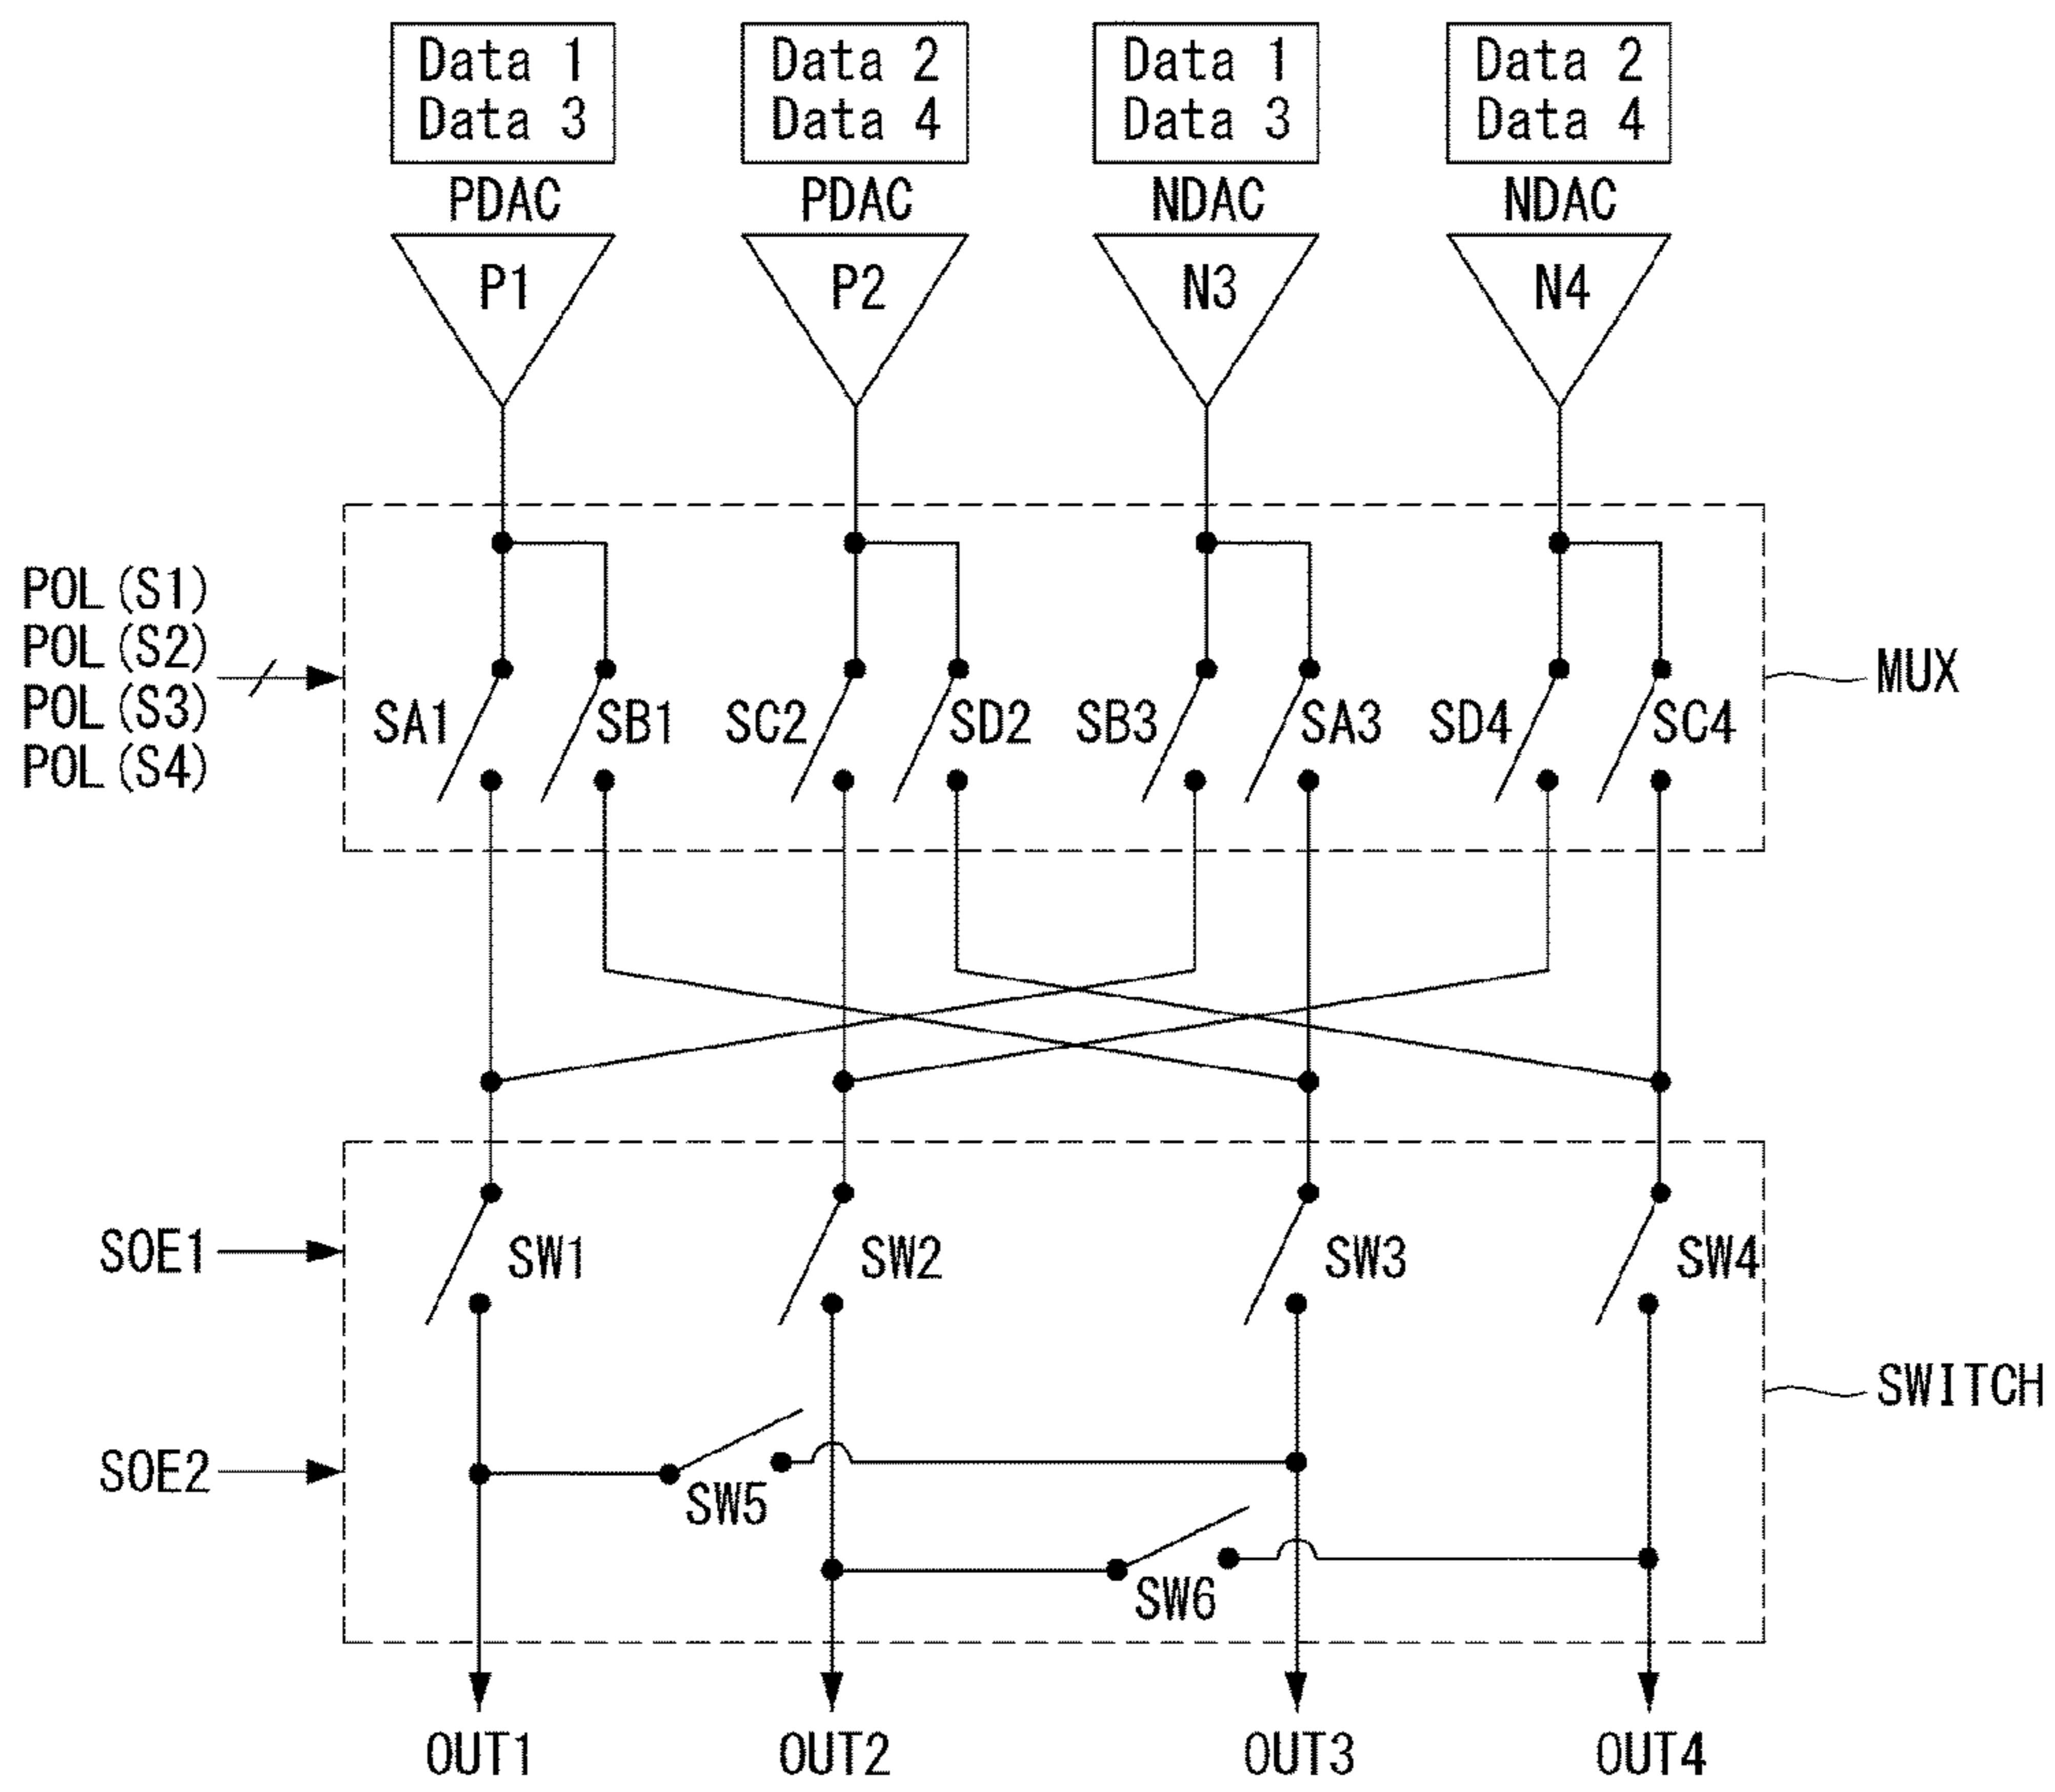 Data 1
Data 3
Data 2
Data 4
Data 1
Data 3
Data 2
Data 4
PDAC
PDAC
NDAC
NDAC
P1
P2
N3
N4
POL(S1)
POL(S2)
POL(S3)
POL(S4)
SA1
SB1
SC2
SD2
SB3
SA3
SD4
SC4
MUX
SOE1
SW1
SW2
SW3
SW4
SWITCH
SOE2
SW5
SW6
OUT1
OUT2
OUT3
OUT4